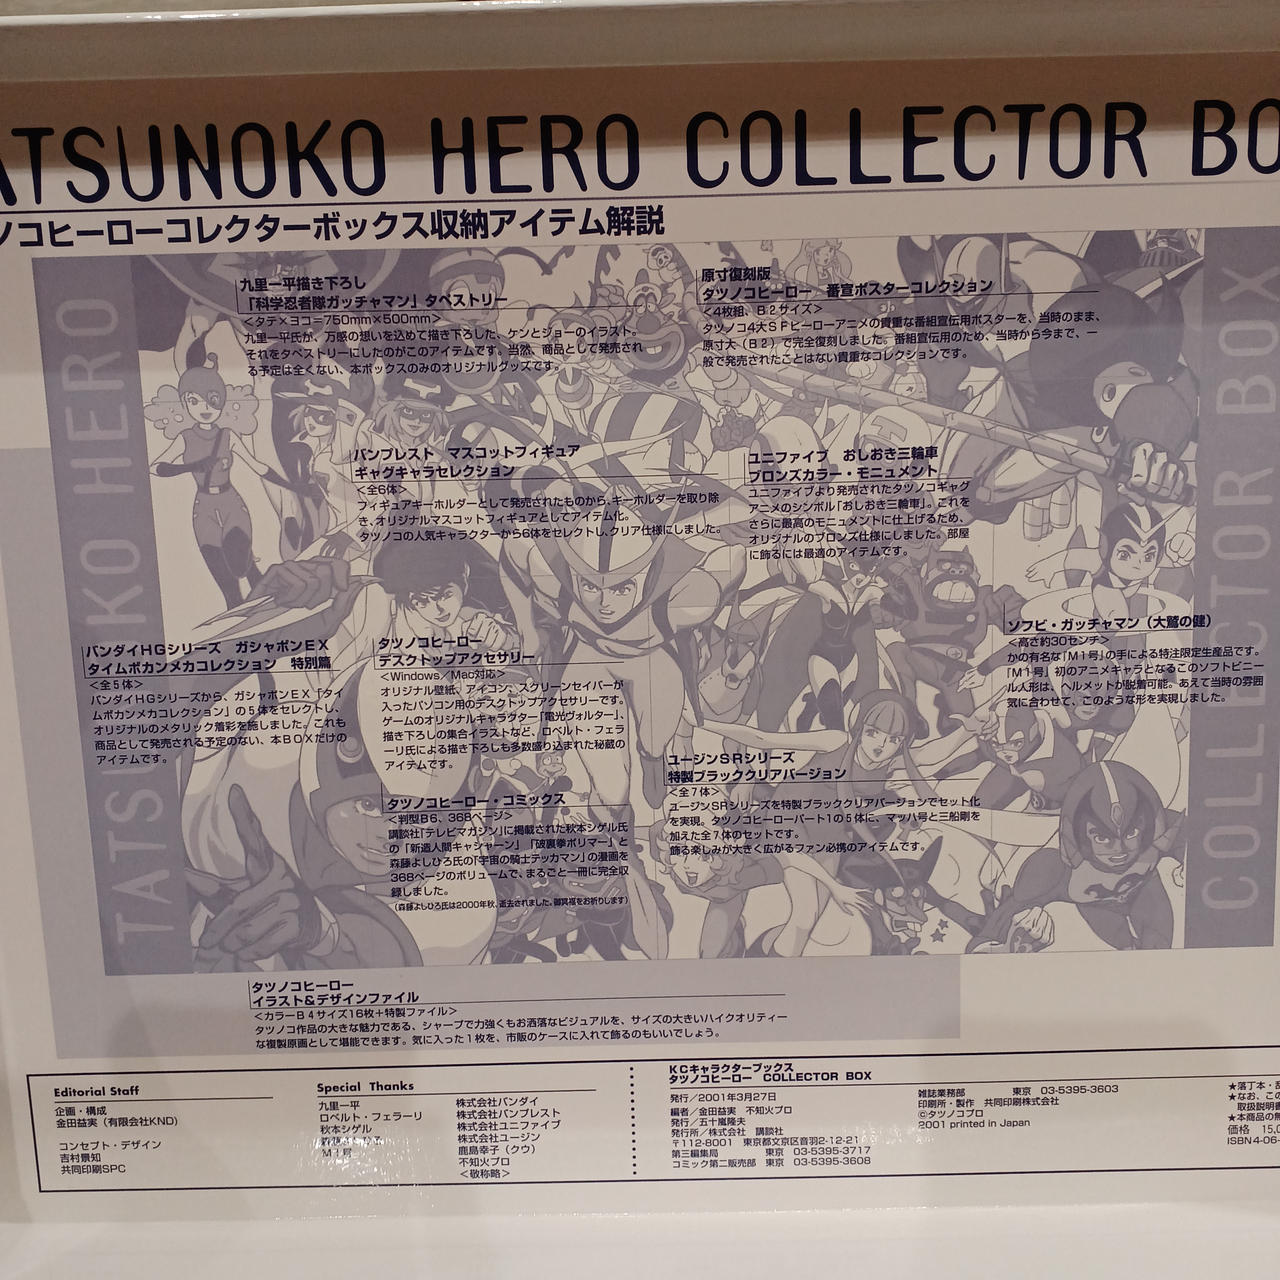 ATSUNOKO HERO COLLECTOR BO
ツノコヒーローコレクターボックス収納アイテム解説
TATSUNOKO HERO
COLLECTOR BOX
九里一平描き下ろし
「科学忍者隊ガッチャマン」タペストリー
＜タテ×ヨコ＝750mm×500mm＞
九里一平氏が、万感の想いを込めて描き下ろした、ケンとジョーのイラスト。
それをタペストリーにしたのがこのアイテムです。当然、商品として発売され
る予定は全くない、本ボックスのみのオリジナルグッズです。
原寸復刻版
タツノコヒーロー 番宣ポスターコレクション
＜4枚組、Ｂ２サイズ＞
タツノコ4大ＳＦヒーローアニメの貴重な番組宣伝用ポスターを、当時のまま、
原寸大（Ｂ２）で完全復刻しました。番組宣伝用のため、当時から今まで、一
般で発売されたことはない貴重なコレクションです。
バンプレスト マスコットフィギュア
ギャグキャラセレクション
＜全6体＞
フィギュアキーホルダーとして発売されたものから、キーホルダーを取り除
き、オリジナルマスコットフィギュアとしてアイテム化。
タツノコの人気キャラクターから6体をセレクトし、クリア仕様にしました。
ユニファイブ おしおき三輪車
ブロンズカラー・モニュメント
ユニファイブより発売されたタツノコギャグ
アニメのシンボル「おしおき三輪車」。これを
さらに最高のモニュメントに仕上げるため、
オリジナルのブロンズ仕様にしました。部屋
に飾るには最適のアイテムです。
ソフビ・ガッチャマン（大鷲の健）
＜高さ約30センチ＞
かの有名な「Ｍ１号」の手による特注限定生産品です。
「Ｍ１号」初のアニメキャラとなるこのソフトビニー
ル人形は、ヘルメットが脱着可能。あえて当時の雰囲
気に合わせて、このような形を実現しました。
バンダイＨＧシリーズ ガシャポンＥＸ
タイムボカンメカコレクション 特別篇
＜全５体＞
バンダイＨＧシリーズから、ガシャポンＥＸ「タイ
ムボカンメカコレクション」の５体をセレクトし、
オリジナルのメタリック着彩を施しました。これも
商品として発売される予定のない、本ＢＯＸだけの
アイテムです。
タツノコヒーロー
デスクトップアクセサリー
＜Windows／Mac対応＞
オリジナル壁紙、アイコン、スクリーンセイバーが
入ったパソコン用のデスクトップアクセサリーです。
ゲームのオリジナルキャラクター「電光ヴォルター」、
描き下ろしの集合イラストなど、ロベルト・フェラ
ーリ氏による描き下ろしも多数盛り込まれた秘蔵の
アイテムです。
ユージンＳＲシリーズ
特製ブラッククリアバージョン
＜全７体＞
ユージンSRシリーズを特製ブラッククリアバージョンでセット化
を実現。タツノコヒーローパート１の５体に、マッハ号と三船剛を
加えた全７体のセットです。
飾る楽しみが大きく広がるファン必携のアイテムです。
タツノコヒーロー・コミックス
＜判型Ｂ６、368ページ＞
講談社「テレビマガジン」に掲載された秋本シゲル氏
の「新造人間キャシャーン」「破裏拳ポリマー」と
森藤よしひろ氏の「宇宙の騎士テッカマン」の漫画を
368ページのボリュームで、まるごと一冊に完全収
録しました。
（森藤よしひろ氏は2000年秋、逝去されました。御冥福をお祈りします）
タツノコヒーロー
イラスト＆デザインファイル
＜カラーＢ４サイズ16枚＋特製ファイル＞
タツノコ作品の大きな魅力である、シャープで力強くもお洒落なビジュアルを、サイズの大きいハイクオリティー
な複製原画として堪能できます。気に入った１枚を、市販のケースに入れて飾るのもいいでしょう。
Editorial Staff
企画・構成
金田益実（有限会社KND）
コンセプト・デザイン
吉村景知
共同印刷SPC
Special Thanks
九里一平
ロベルト・フェラーリ
秋本シゲル
Ｍ１号
株式会社バンダイ
株式会社バンプレスト
株式会社ユニファイブ
株式会社ユージン
鹿島幸子（クウ）
不知火プロ
＜敬称略＞
ＫＣキャラクターブックス
タツノコヒーロー COLLECTOR BOX
発行／2001年3月27日
編者／金田益実 不知火プロ
発行／五十嵐隆夫
発行所／株式会社 講談社
〒112-8001 東京都文京区音羽2-12-21
第三編集局 東京 03-5395-3717
コミック第二販売部 東京 03-5395-3608
雑誌業務部 東京 03-5395-3603
印刷所・製作 共同印刷株式会社
©タツノコプロ
2001 printed in Japan
★落丁本・乱
★なお、この
取扱説明書
★本商品の無
価格 15,0
ISBN4-06-